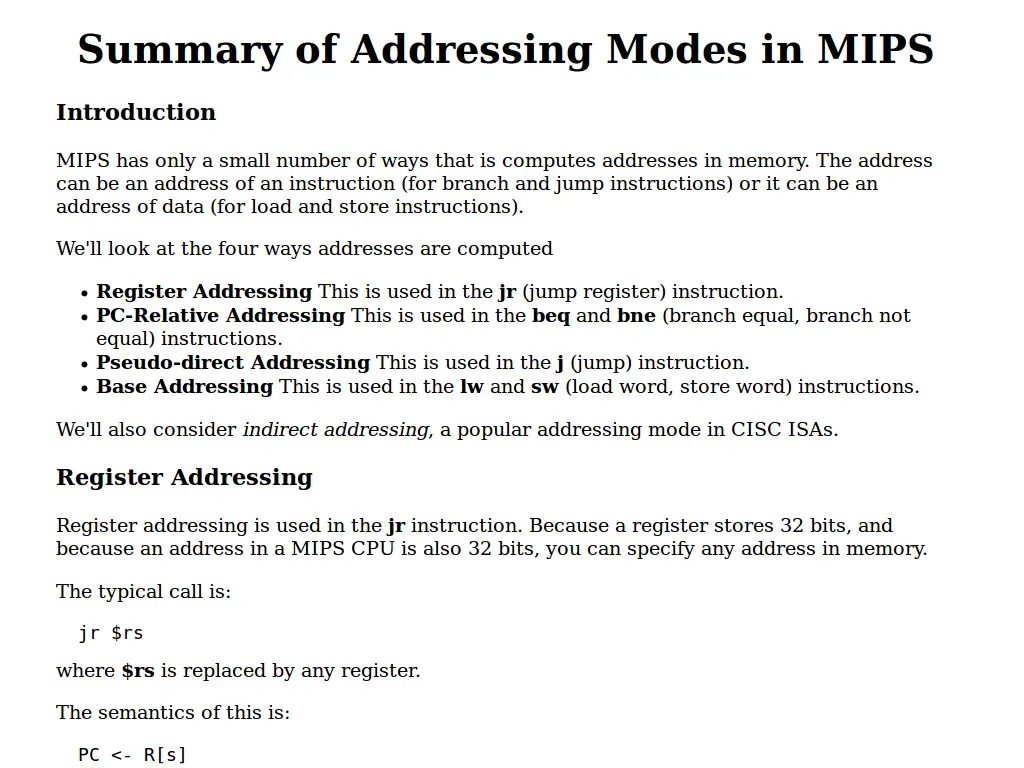 Summary of Addressing Modes in MIPS
Introduction
MIPS has only a small number of ways that is computes addresses in memory. The address
can be an address of an instruction (for branch and jump instructions) or it can be an
address of data (for load and store instructions).
We'll look at the four ways addresses are computed
• Register Addressing This is used in the jr (jump register) instruction.
• PC-Relative Addressing This is used in the beq and bne (branch equal, branch not
equal) instructions.
• Pseudo-direct Addressing This is used in the j (jump) instruction.
• Base Addressing This is used in the lw and sw (load word, store word) instructions.
We'll also consider indirect addressing, a popular addressing mode in CISC ISAs.
Register Addressing
Register addressing is used in the jr instruction. Because a register stores 32 bits, and
because an address in a MIPS CPU is also 32 bits, you can specify any address in memory.
The typical call is:
jr $rs
where $rs is replaced by any register.
The semantics of this is:
PC <- R[s]